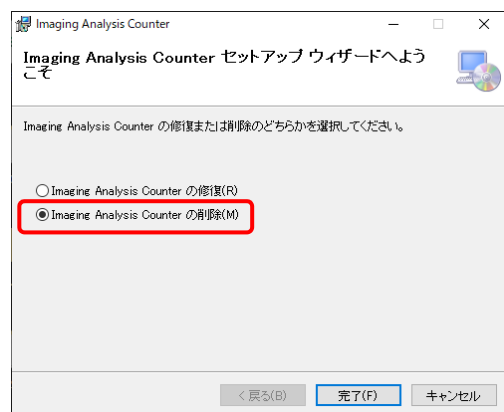 Imaging Analysis Counter
Imaging Analysis Counter セットアップ ウィザードへよう
こそ
Imaging Analysis Counter の修復または削除のどちらかを選択してください。
Imaging Analysis Counter の修復(R)
Imaging Analysis Counter の削除(M)
< 戻る(B) 完了(F) キャンセル